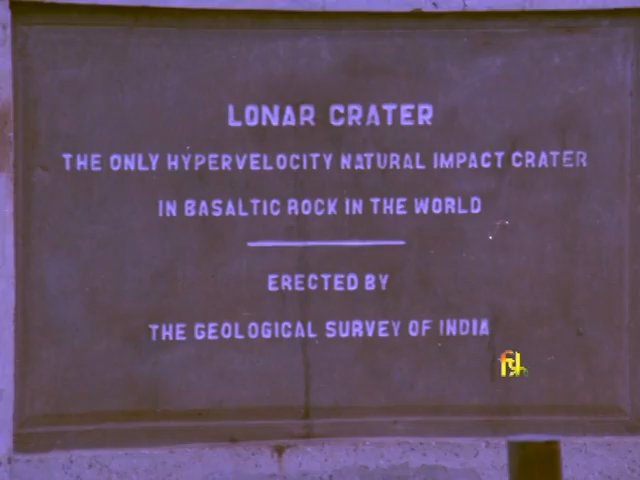 LONAR CRATER
THE ONLY HYPERVELOCITY NATURAL IMPACT CRATER
IN BASALTIC ROCK IN THE WORLD
ERECTED BY
THE GEOLOGICAL SURVEY OF INDIA